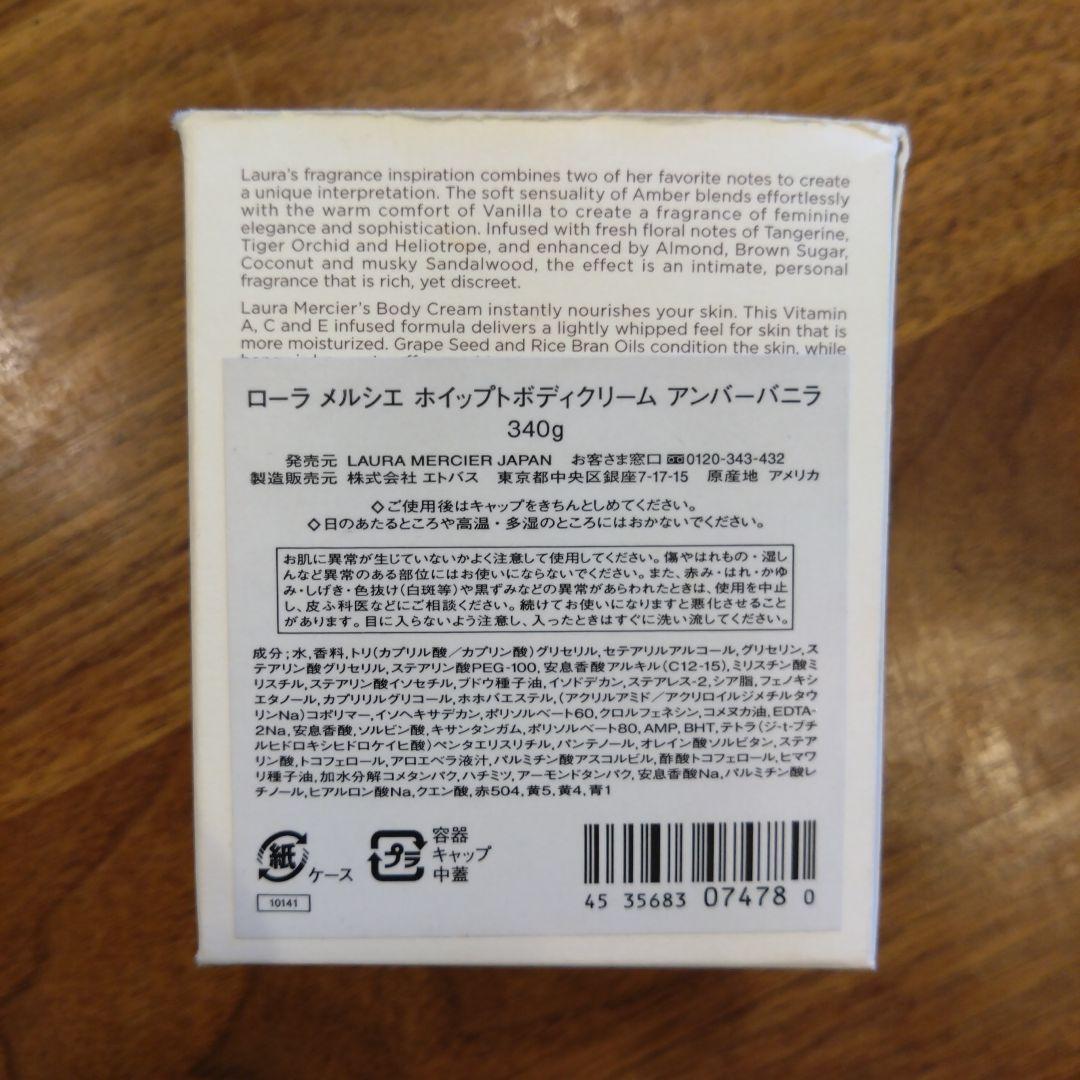 Laura's fragrance inspiration combines two of her favorite notes to create
a unique interpretation. The soft sensuality of Amber blends effortlessly
with the warm comfort of Vanilla to create a fragrance of feminine
elegance and sophistication. Infused with fresh floral notes of Tangerine,
Tiger Orchid and Heliotrope, and enhanced by Almond, Brown Sugar,
Coconut and musky Sandalwood, the effect is an intimate, personal
fragrance that is rich, yet discreet.
Laura Mercier's Body Cream instantly nourishes your skin. This Vitamin
A, C and E infused formula delivers a lightly whipped feel for skin that is
more moisturized. Grape Seed and Rice Bran Oils condition the skin, while
ローラ メルシエ ホイップトボディクリーム アンバーバニラ
340g
発売元 LAURA MERCIER JAPAN お客さま窓口 0120-343-432
製造販売元 株式会社 エトバス 東京都中央区銀座7-17-15 原産地 アメリカ
◇ご使用後はキャップをきちんとしめてください。
◇日のあたるところや高温・多湿のところにはおかないでください。
お肌に異常が生じていないかよく注意して使用してください。傷やはれもの・湿し
んなど異常のある部位にはお使いにならないでください。また、赤み・はれ・かゆ
み・しげき・色抜け(白斑等)や黒ずみなどの異常があらわれたときは、使用を中止
し、皮ふ科医などにご相談ください。続けてお使いになりますと悪化させること
があります。目に入らないよう注意し、入ったときはすぐに洗い流してください。
成分;水,香料,トリ(カプリル酸/カプリン酸)グリセリル,セテアリルアルコール,グリセリン,ス
テアリン酸グリセリル,ステアリン酸PEG-100,安息香酸アルキル(C12-15),ミリスチン酸ミ
リスチル,ステアリン酸イソセチル,ブドウ種子油,イソドデカン,ステアレス-2,シア脂,フェノキシ
エタノール,カプリリルグリコール,ホホバエステル,(アクリルアミド/アクリロイルジメチルタウ
リンNa)コポリマー,イソヘキサデカン,ポリソルベート60,クロルフェネシン,コメヌカ油,EDTA-
2Na,安息香酸,ソルビン酸,キサンタンガム,ポリソルベート80,AMP,BHT,テトラ(ジ-t-ブチ
ルヒドロキシヒドロケイヒ酸)ペンタエリスリチル,パンテノール,オレイン酸ソルビタン,ステア
リン酸,トコフェロール,アロエベラ液汁,パルミチン酸アスコルビル,酢酸トコフェロール,ヒマワ
リ種子油,加水分解コメタンパク,ハチミツ,アーモンドタンパク,安息香酸Na,パルミチン酸レ
チノール,ヒアルロン酸Na,クエン酸,赤504,黄5,黄4,青1
紙 ケース
プラ 容器
キャップ
中蓋
10141
45 35683 07478 0